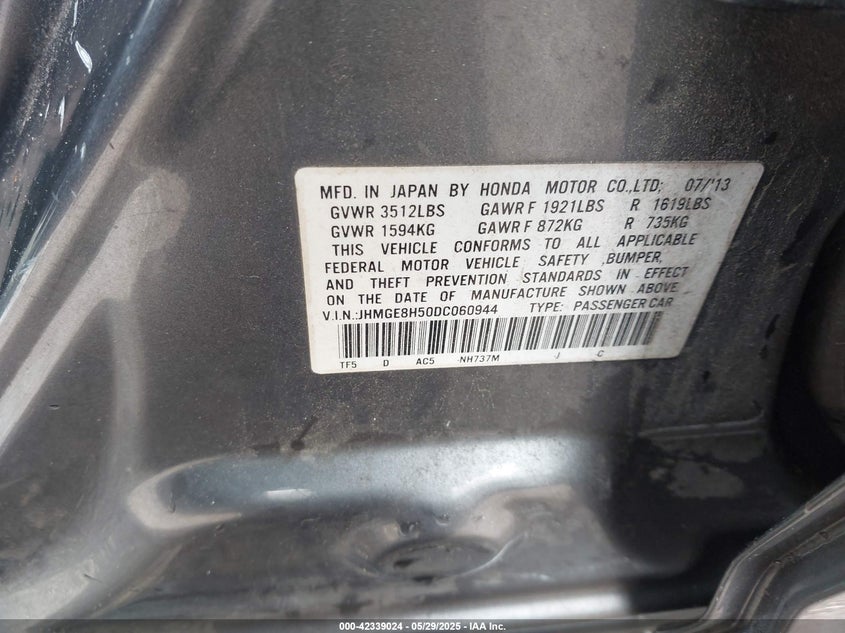 MFD. IN JAPAN BY HONDA MOTOR CO.,LTD; 07/'13
GVWR 3512LBS GAWR F 1921LBS R 1619LBS
GVWR 1594KG GAWR F 872KG R 735KG
THIS VEHICLE CONFORMS TO ALL APPLICABLE
FEDERAL MOTOR VEHICLE SAFETY ,BUMPER,
AND THEFT PREVENTION STANDARDS IN EFFECT
ON THE DATE OF MANUFACTURE SHOWN ABOVE
V.I.N.:JHMGE8H50DC060944 TYPE: PASSENGER CAR
TF5 D AC5 -NH737M -J -C
000-42339024 - 05/29/2025 - IAA Inc.